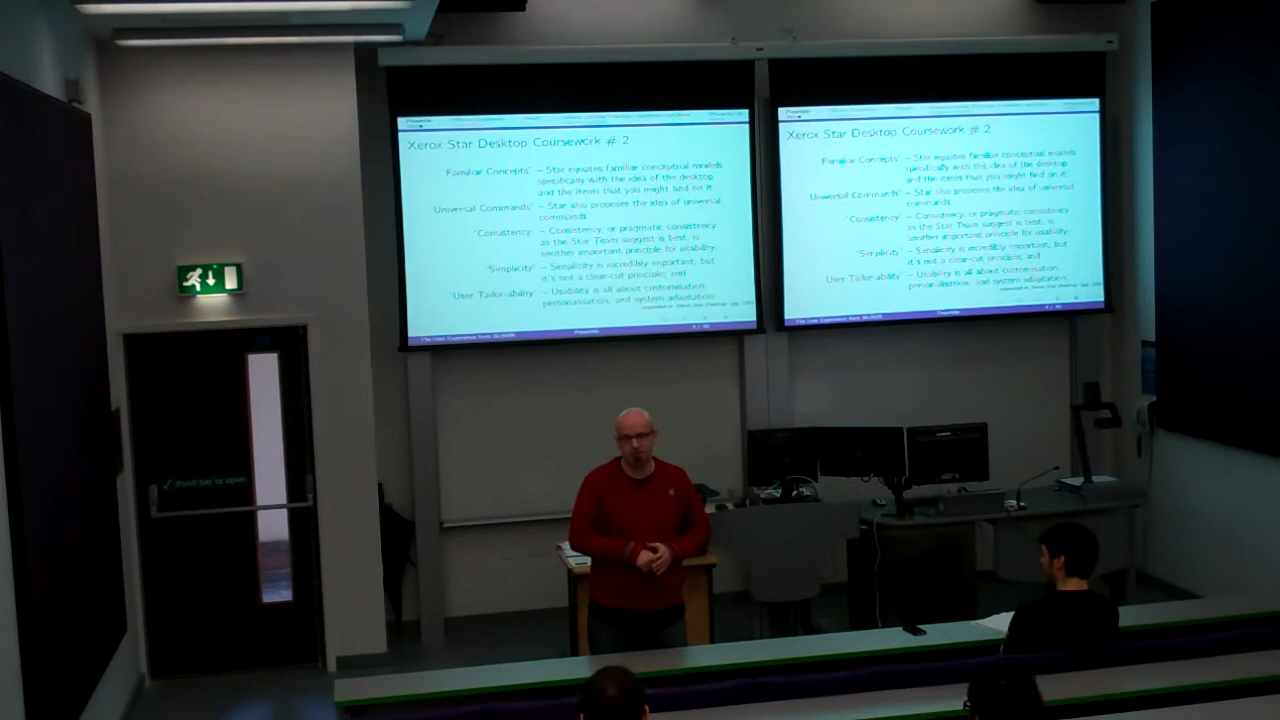 Xerox Star Desktop Coursework # 2
'Familiar Concepts' – Star equates familiar conceptual models
specifically with the idea of the desktop
and the items that you might find on it;
'Universal Commands' – Star also proposes the idea of universal
commands;
'Consistency' – Consistency, or pragmatic consistency
as the Star Team suggest is best, is
another important principle for usability;
'Simplicity' – Simplicity is incredibly important, but
it's not a clear-cut principle; and
'User Tailorability' – Usability is all about customisation,
personalisation, and system adaptation.
Xerox Star Desktop Coursework # 2
'Familiar Concepts' – Star equates familiar conceptual models
specifically with the idea of the desktop
and the items that you might find on it;
'Universal Commands' – Star also proposes the idea of universal
commands;
'Consistency' – Consistency, or pragmatic consistency
as the Star Team suggest is best, is
another important principle for usability;
'Simplicity' – Simplicity is incredibly important, but
it's not a clear-cut principle; and
'User Tailorability' – Usability is all about customisation,
personalisation, and system adaptation.
Push bar to open